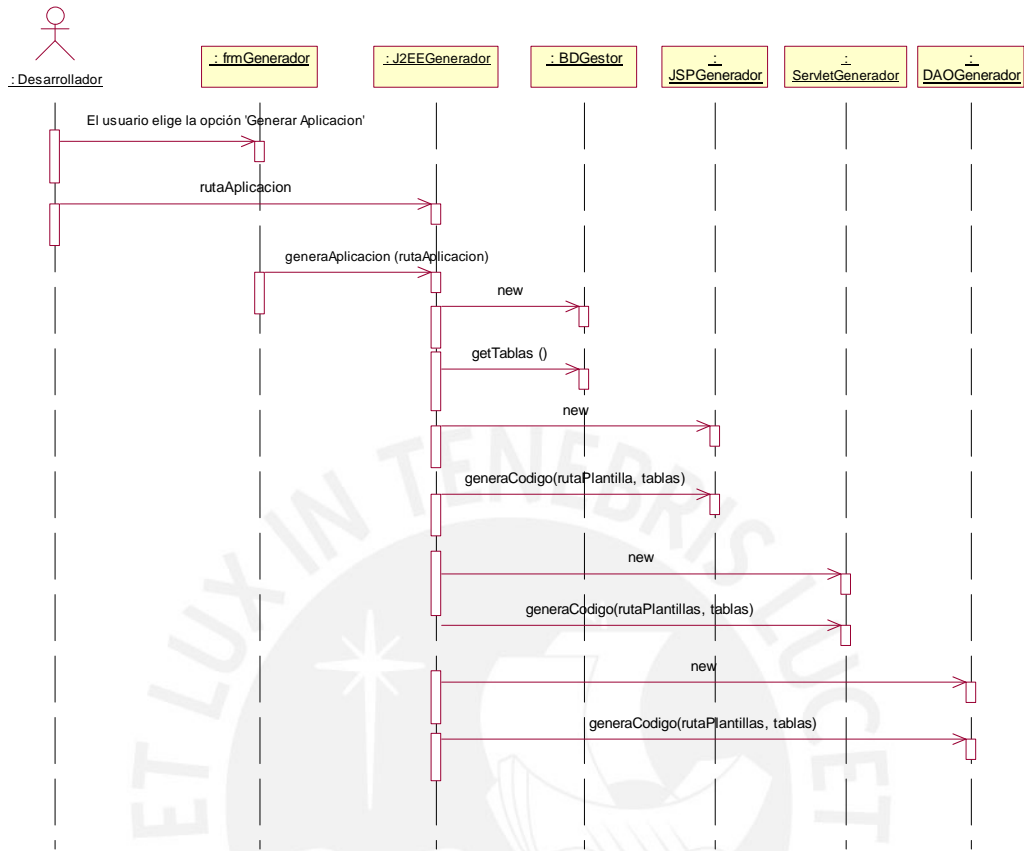 : Desarrollador
: frmGenerador
: J2EEGenerador
: BDGestor
:
JSPGenerador
:
ServletGenerador
:
DAOGenerador
El usuario elige la opción 'Generar Aplicacion'
rutaAplicacion
generaAplicacion (rutaAplicacion)
new
getTablas ()
new
generaCodigo(rutaPlantilla, tablas)
new
generaCodigo(rutaPlantillas, tablas)
new
generaCodigo(rutaPlantillas, tablas)
ET LUX IN TENEBRIS LUCET